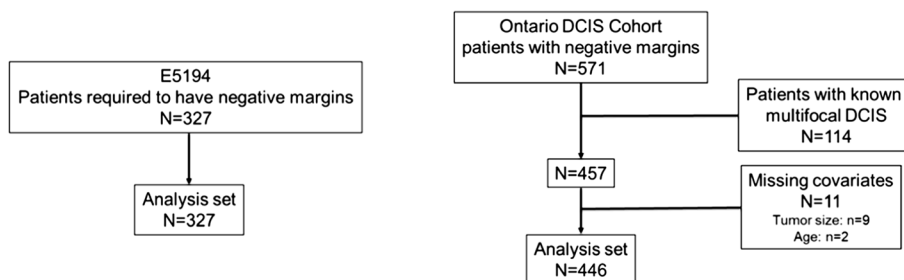 E5194
Patients required to have negative margins
N=327
Analysis set
N=327
Ontario DCIS Cohort
patients with negative margins
N=571
Patients with known
multifocal DCIS
N=114
N=457
Missing covariates
N=11
Tumor size: n=9
Age: n=2
Analysis set
N=446